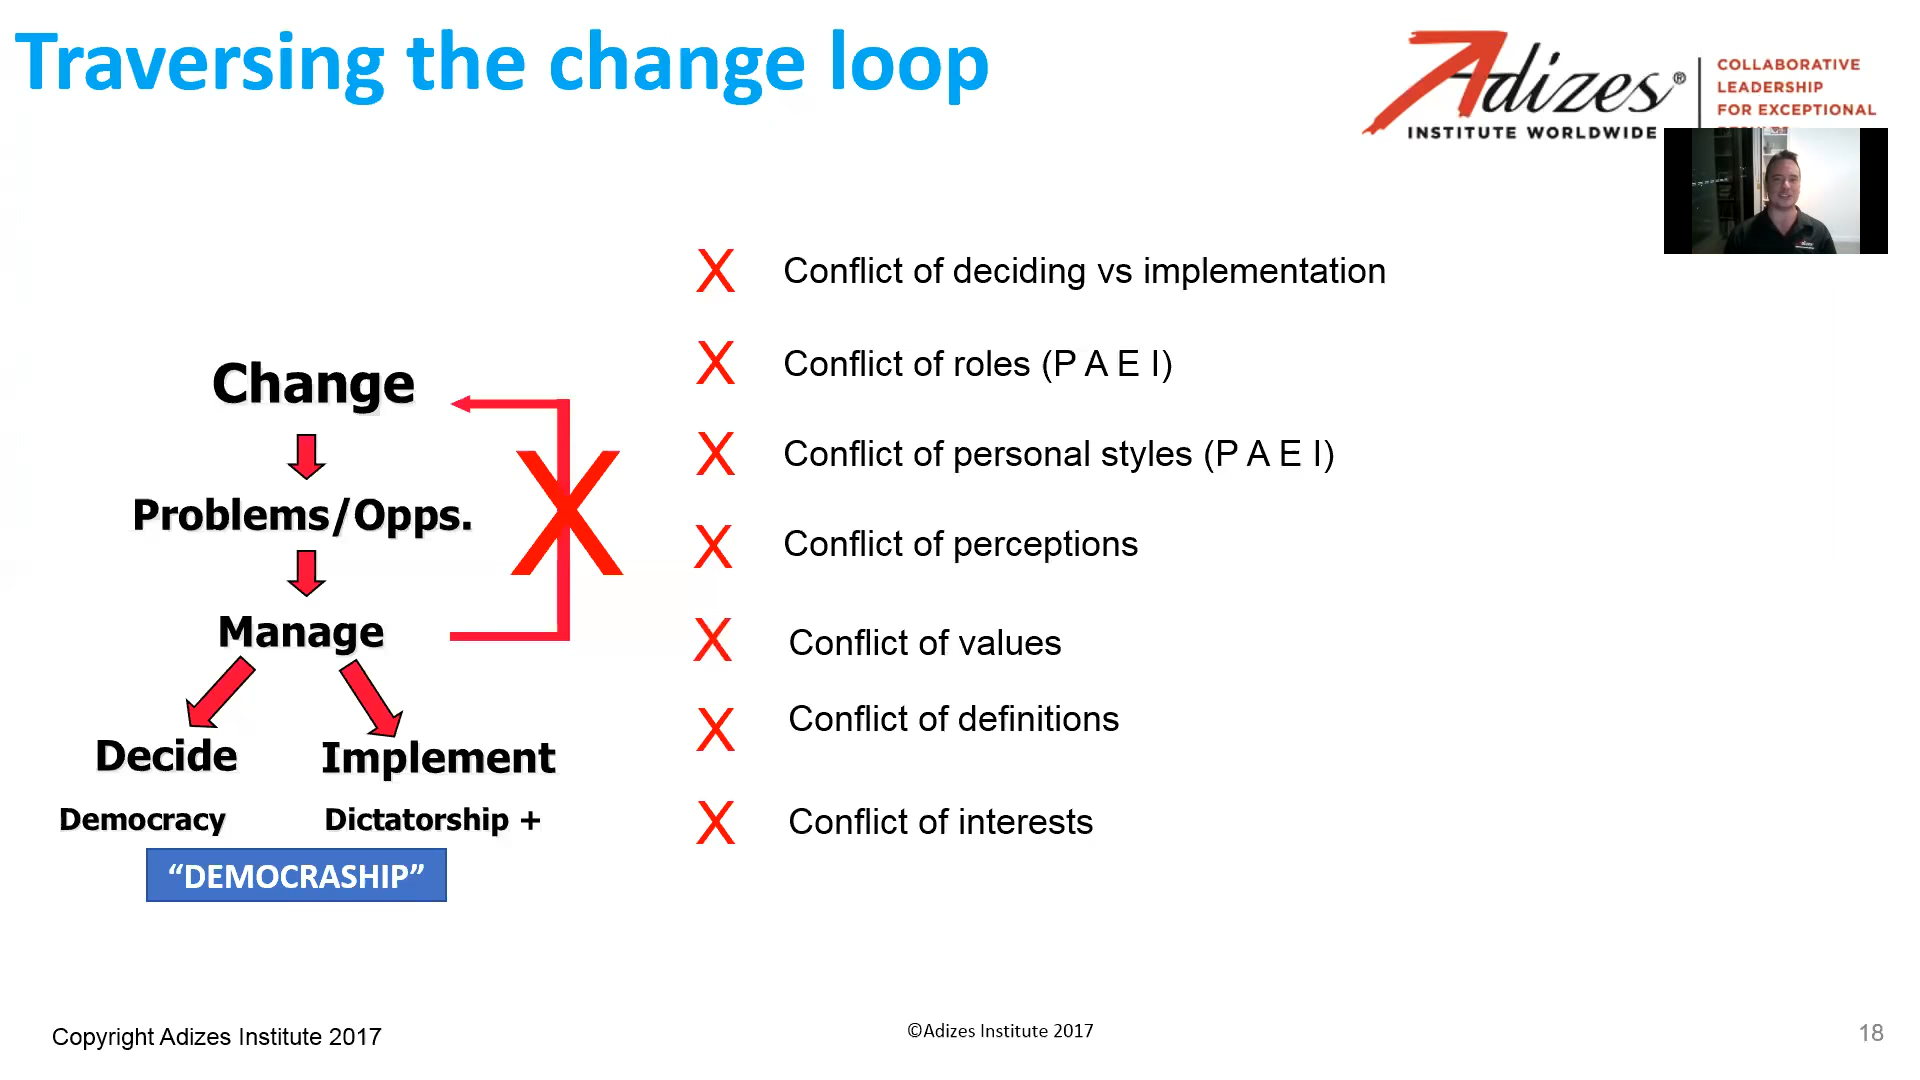 Traversing the change loop
Adizes®
INSTITUTE WORLDWIDE
COLLABORATIVE
LEADERSHIP
FOR EXCEPTIONAL
Change
Problems/Opps.
Manage
Decide
Implement
Democracy
Dictatorship +
“DEMOCRASHIP”
X
X Conflict of deciding vs implementation
X Conflict of roles (P A E I)
X Conflict of personal styles (P A E I)
X Conflict of perceptions
X Conflict of values
X Conflict of definitions
X Conflict of interests
Copyright Adizes Institute 2017
©Adizes Institute 2017
18